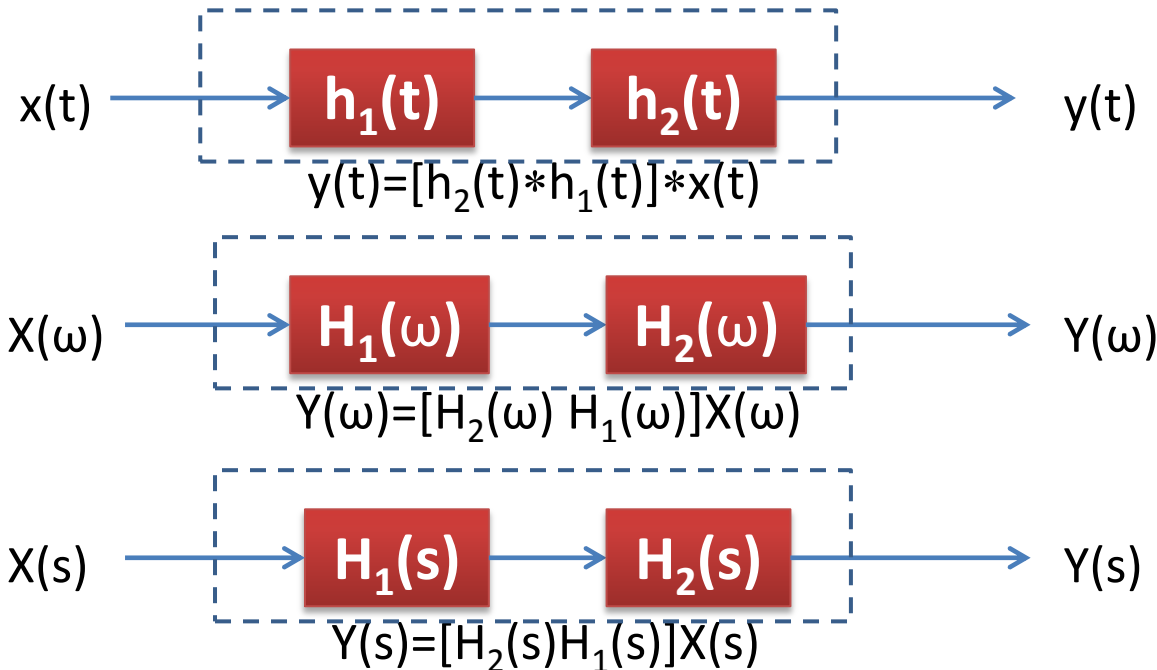 x(t) h₁(t) h₂(t) y(t)
y(t)=[h₂(t)*h₁(t)]*x(t)
X(ω) H₁(ω) H₂(ω) Y(ω)
Y(ω)=[H₂(ω) H₁(ω)]X(ω)
X(s) H₁(s) H₂(s) Y(s)
Y(s)=[H₂(s)H₁(s)]X(s)